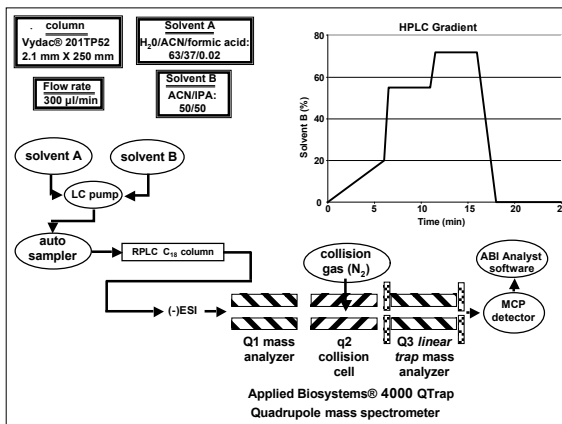 column
Vydac® 201TP52
2.1 mm X 250 mm
Solvent A
H₂0/ACN/formic acid:
63/37/0.02
Flow rate
300 µl/min
Solvent B
ACN/IPA:
50/50
HPLC Gradient
Solvent B (%)
80
60
40
20
0
0 5 10 15 20 25
Time (min)
solvent A
solvent B
LC pump
auto
sampler
RPLC C₁₈ column
collision
gas (N₂)
ABI Analyst
software
MCP
detector
(-)ESI
Q1 mass
analyzer
q2
collision
cell
Q3 linear
trap mass
analyzer
Applied Biosystems® 4000 QTrap
Quadrupole mass spectrometer